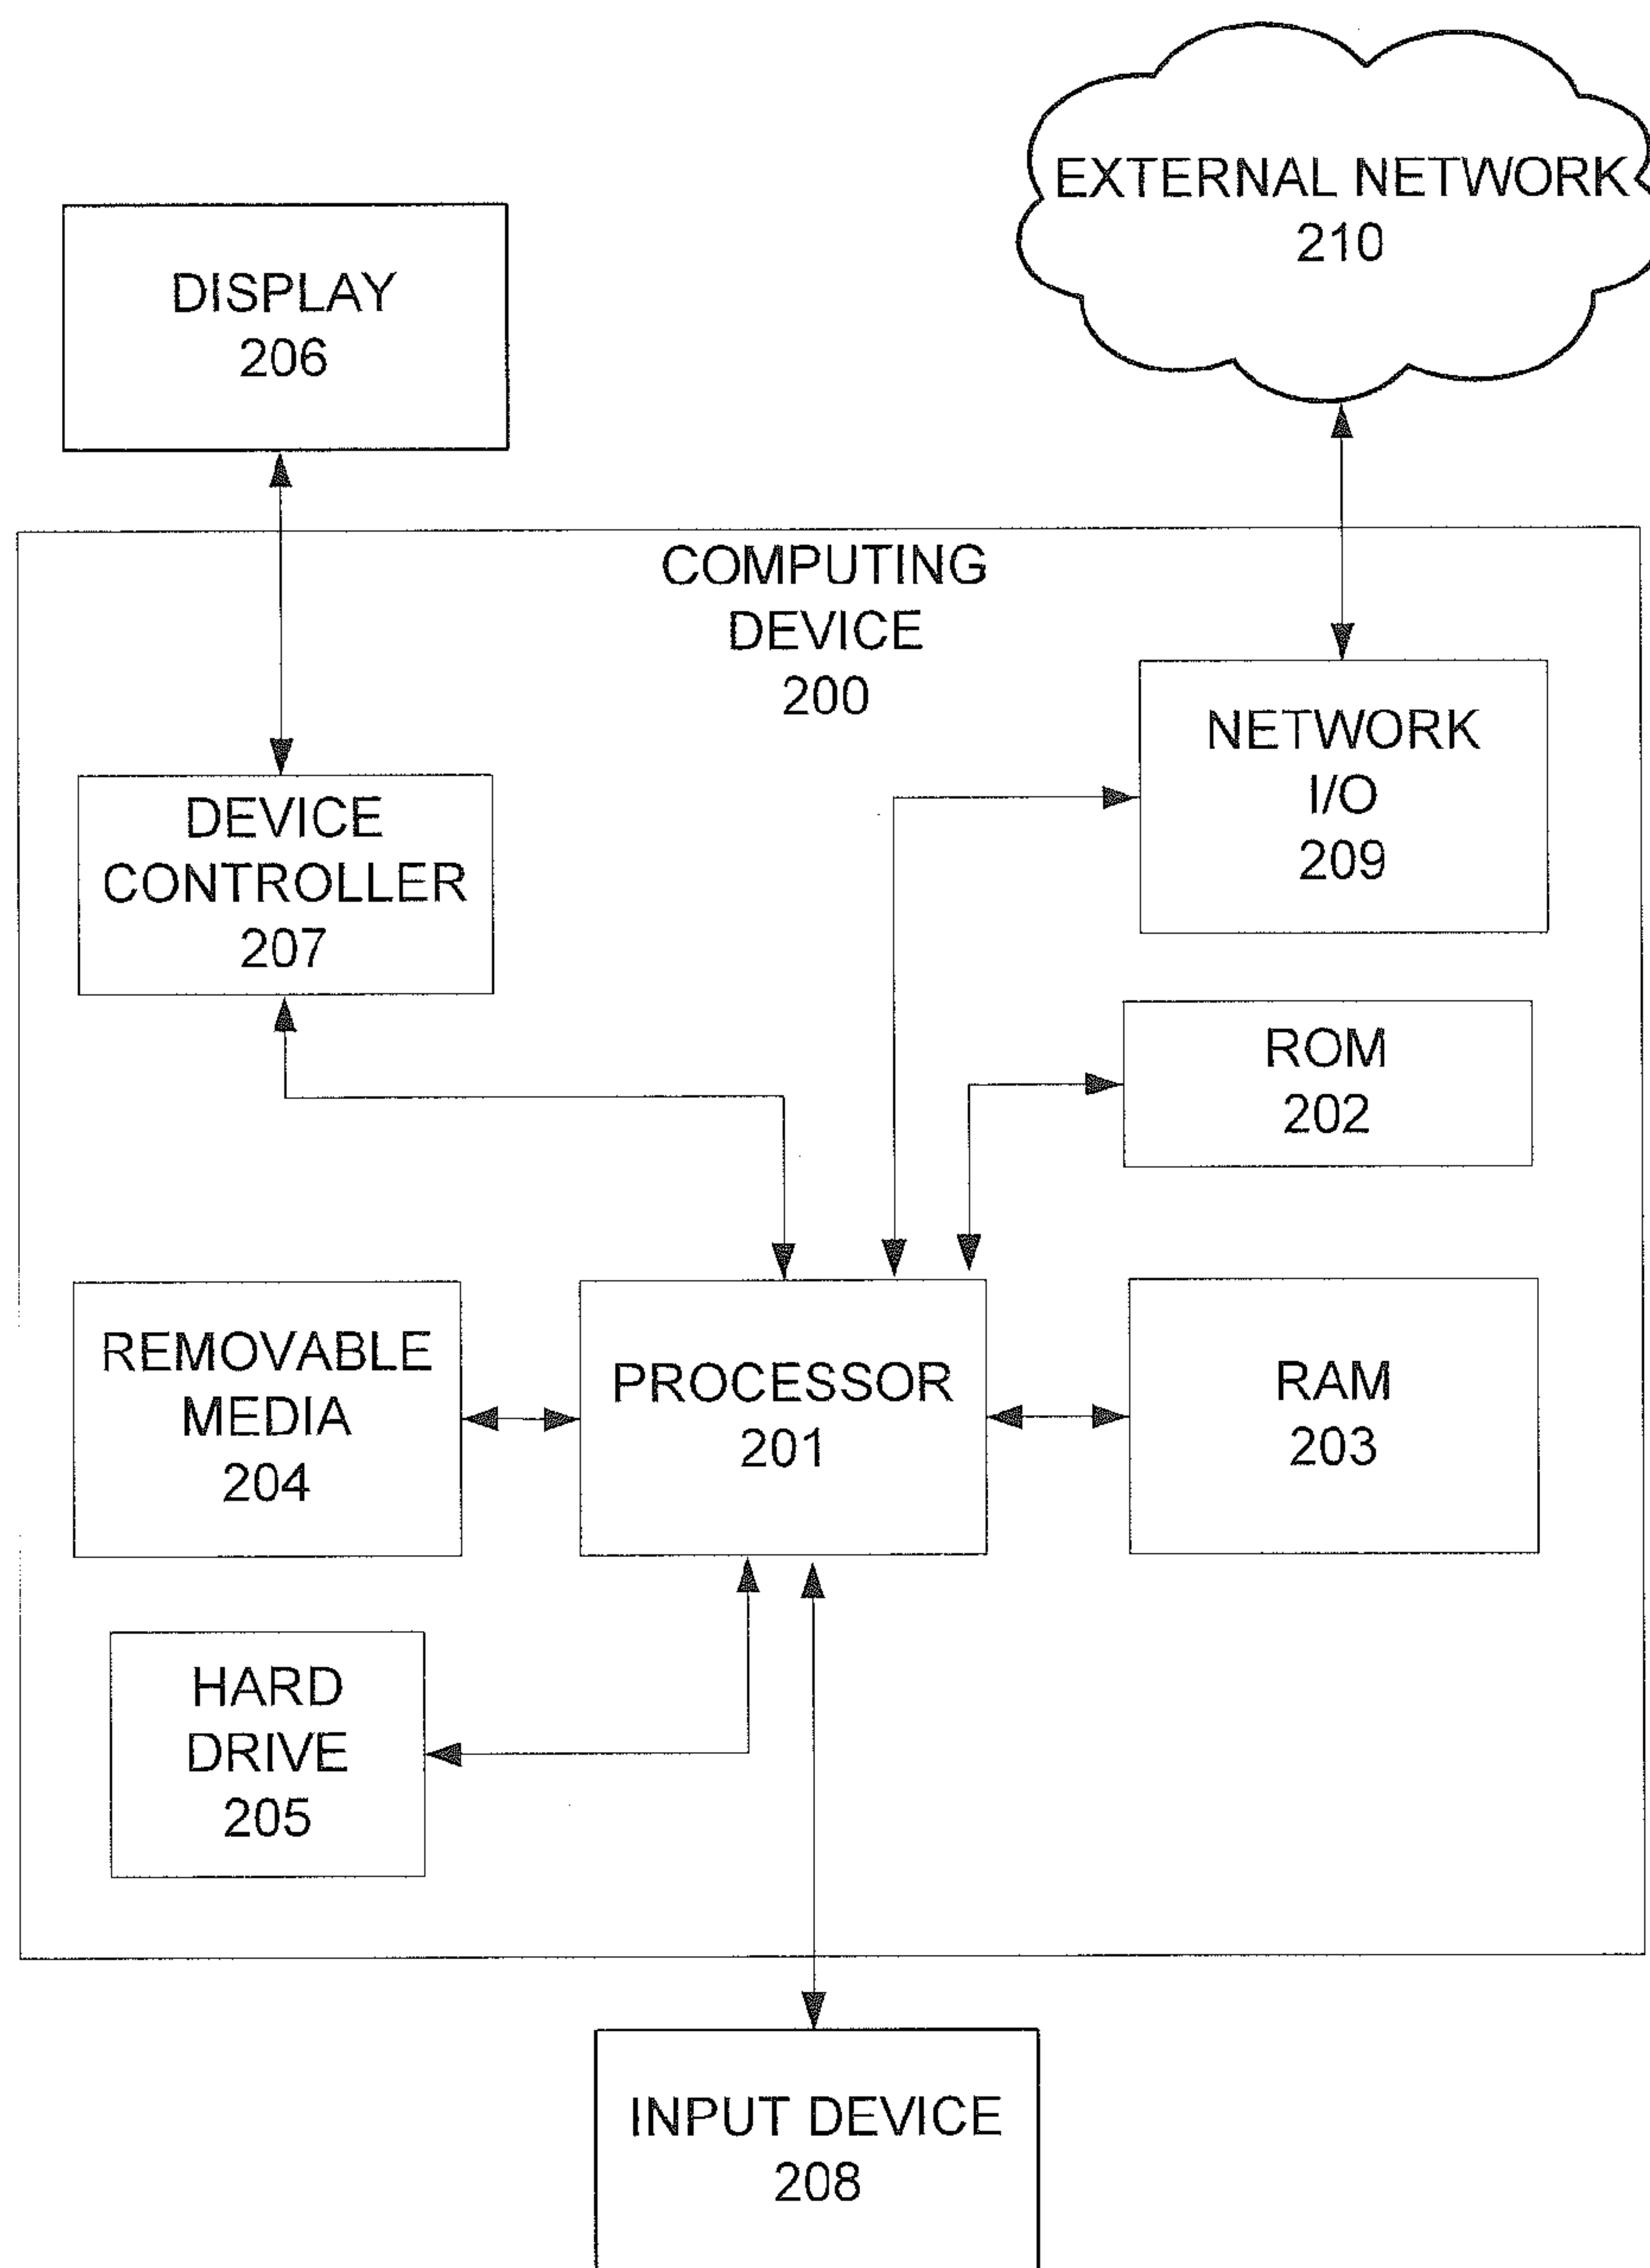 EXTERNAL NETWORK
210
DISPLAY
206
COMPUTING
DEVICE
200
NETWORK
I/O
209
DEVICE
CONTROLLER
207
ROM
202
REMOVABLE
MEDIA
204
PROCESSOR
201
RAM
203
HARD
DRIVE
205
INPUT DEVICE
208